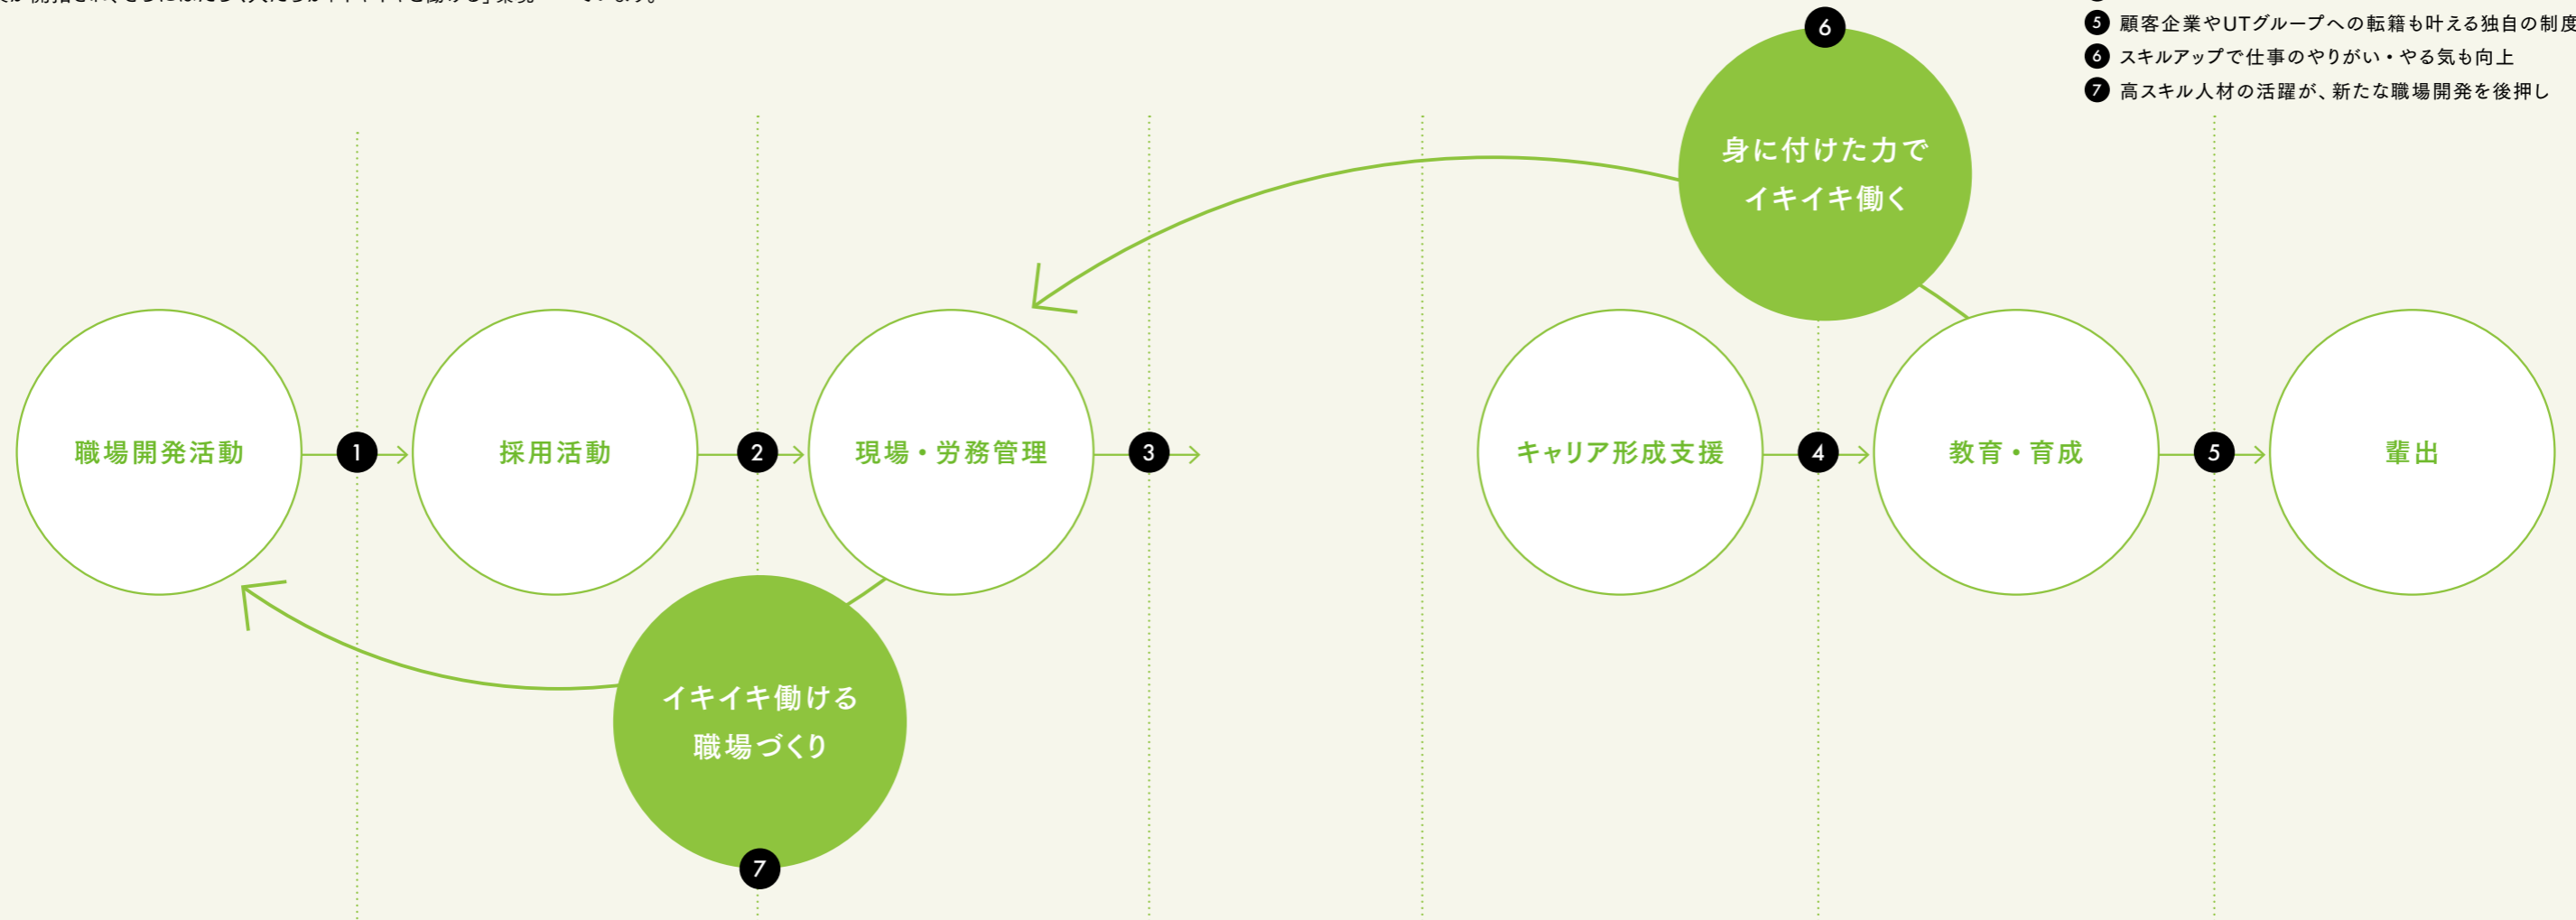 ⑤ 顧客企業やUTグループへの転籍も叶える独自の制度
⑥ スキルアップで仕事のやりがい・やる気も向上
⑦ 高スキル人材の活躍が、新たな職場開発を後押し
6
身に付けた力で
イキイキ働く
職場開発活動
1
採用活動
2
現場・労務管理
3
キャリア形成支援
4
教育・育成
5
輩出
イキイキ働ける
職場づくり
7